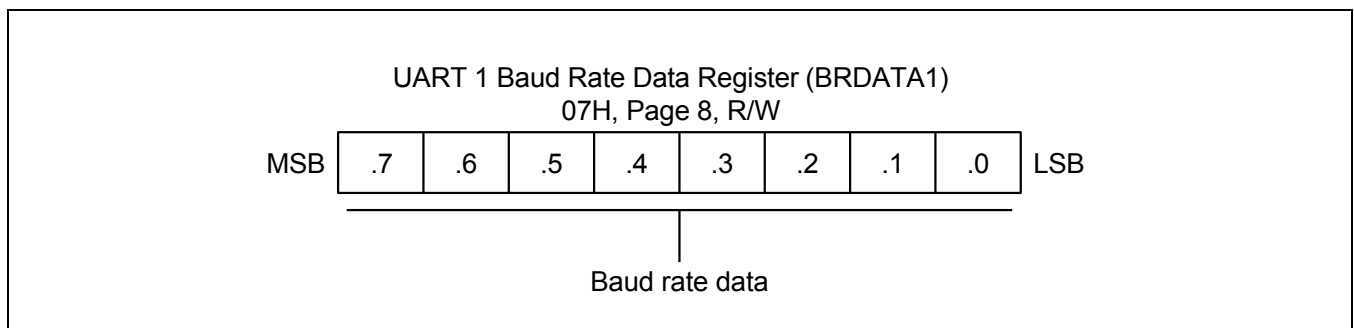 UART 1 Baud Rate Data Register (BRDATA1)
07H, Page 8, R/W
MSB .7 .6 .5 .4 .3 .2 .1 .0 LSB
Baud rate data